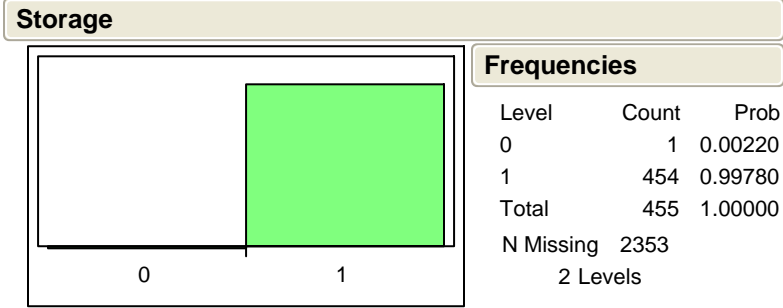 Storage
0 1
Frequencies
Level Count Prob
0 1 0.00220
1 454 0.99780
Total 455 1.00000
N Missing 2353
2 Levels